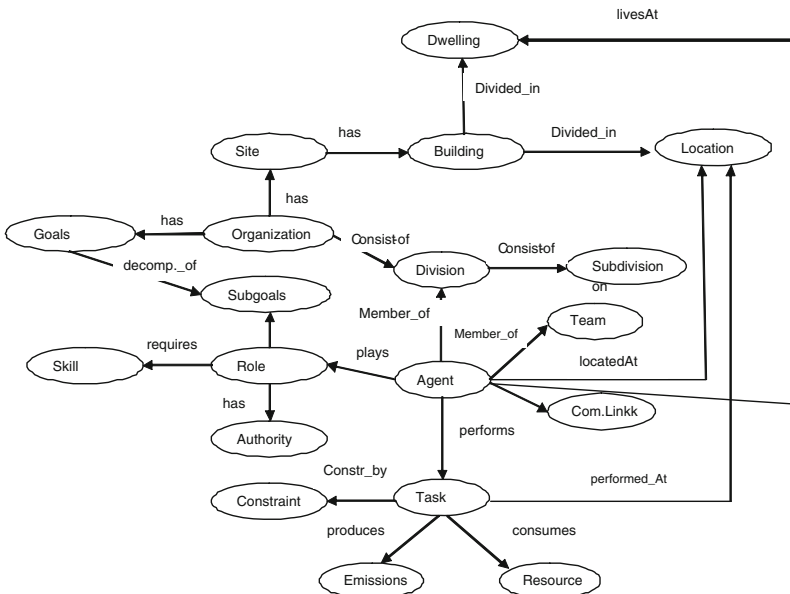 livesAt
Dwelling
Divided_in
has
Divided_in
Site
Building
Location
has
has
Goals
Organization
Consist-of
Consist-of
Division
Subdivision
decomp._of
on
Subgoals
Member_of
Team
Member_of
requires
plays
locatedAt
Skill
Role
Agent
has
Com.Linkk
performs
Authority
Constr_by
performed_At
Constraint
Task
produces
consumes
Emissions
Resource